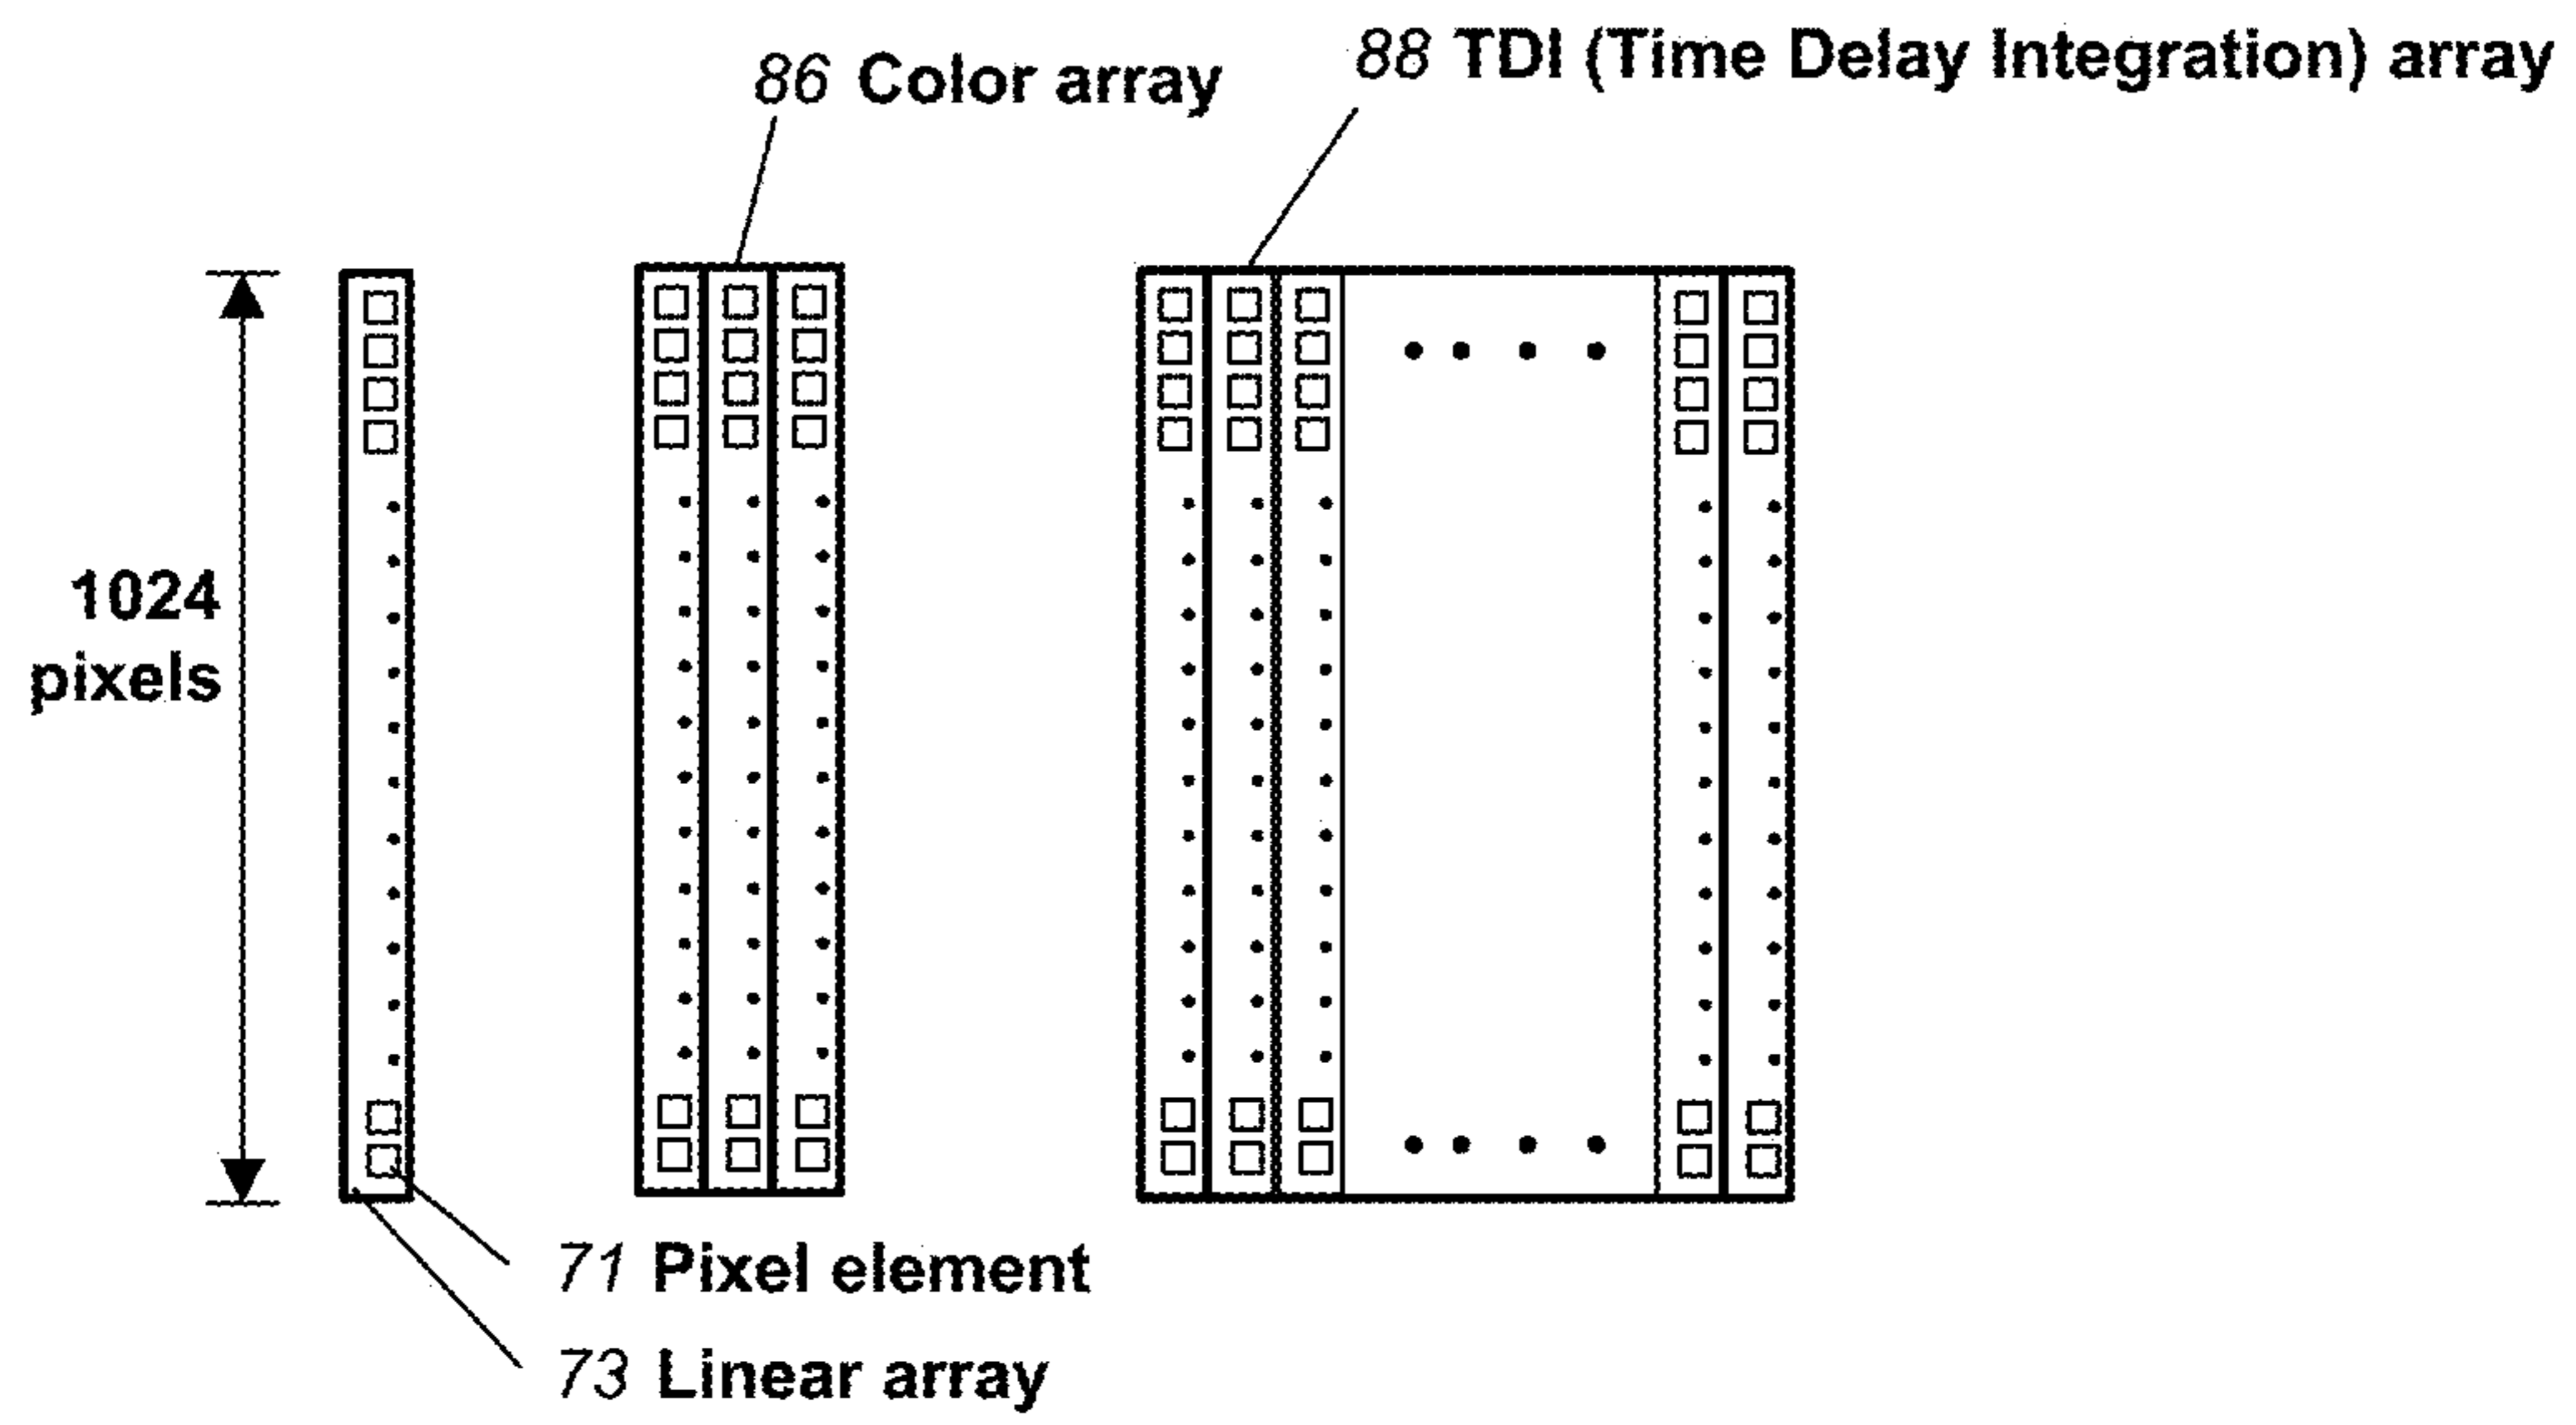 86 Color array
88 TDI (Time Delay Integration) array
1024
pixels
71 Pixel element
73 Linear array